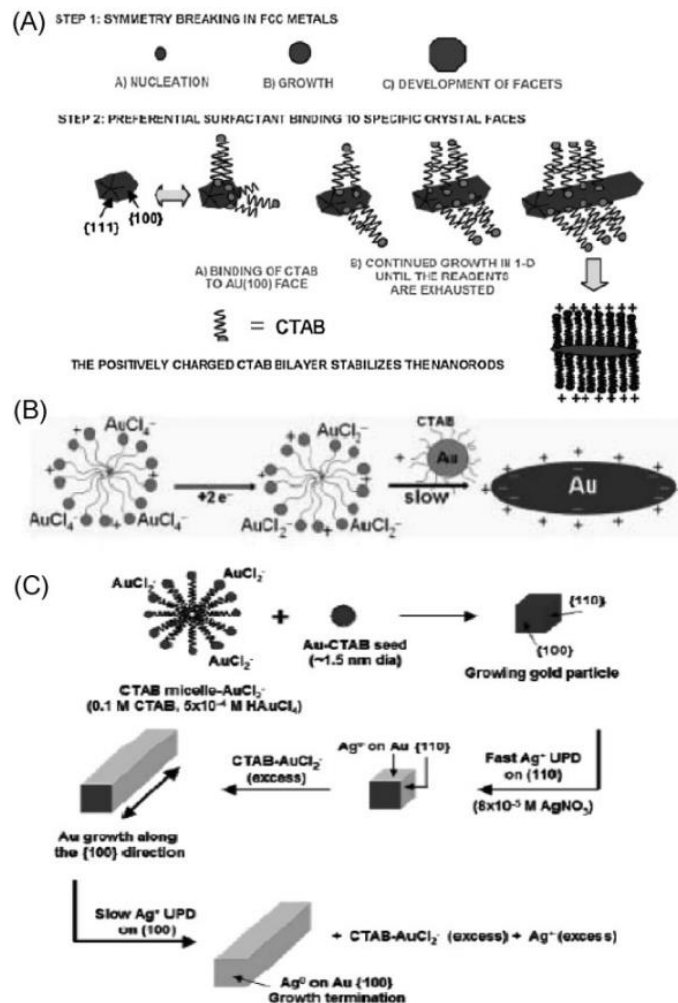 (A)
STEP 1: SYMMETRY BREAKING IN FCC METALS
A) NUCLEATION
B) GROWTH
C) DEVELOPMENT OF FACETS
STEP 2: PREFERENTIAL SURFACTANT BINDING TO SPECIFIC CRYSTAL FACES
{111}
{100}
A) BINDING OF CTAB
TO AU(100) FACE
B) CONTINUED GROWTH IN 1-D
UNTIL THE REAGENTS
ARE EXHAUSTED
= CTAB
THE POSITIVELY CHARGED CTAB BILAYER STABILIZES THE NANORODS
+ + + + + + +
+ + + + + +
(B)
AuCl4-
AuCl4-
AuCl4-
+2 e-
AuCl2-
AuCl2-
AuCl2-
CTAB
Au
slow
Au
(C)
AuCl2-
AuCl2-
AuCl2-
AuCl2-
AuCl2-
CTAB micelle-AuCl2-
(0.1 M CTAB, 5x10-4 M HAuCl4)
+
Au-CTAB seed
(~1.5 nm dia)
{110}
{100}
Growing gold particle
Fast Ag+ UPD
on (110)
(8x10-5 M AgNO3)
Ag0 on Au {110}
CTAB-AuCl2-
(excess)
Au growth along
the {100} direction
Slow Ag+ UPD
on (100)
+ CTAB-AuCl2- (excess) + Ag+ (excess)
Ag0 on Au {100}
Growth termination